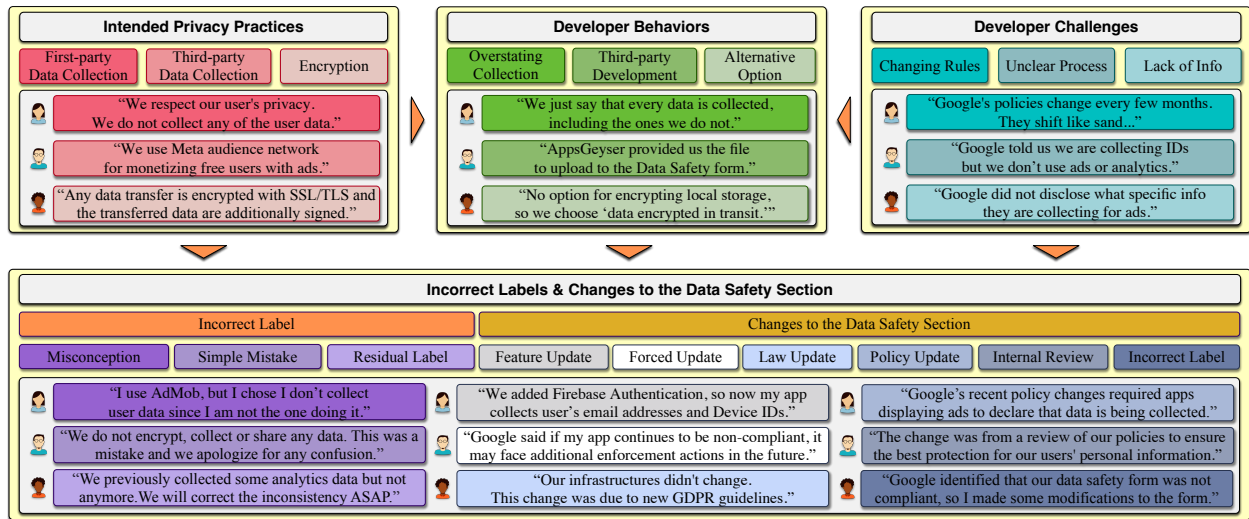 Intended Privacy Practices
First-party
Data Collection
Third-party
Data Collection
Encryption
“We respect our user's privacy.
We do not collect any of the user data.”
“We use Meta audience network
for monetizing free users with ads.”
“Any data transfer is encrypted with SSL/TLS and
the transferred data are additionally signed.”
Developer Behaviors
Overstating
Collection
Third-party
Development
Alternative
Option
“We just say that every data is collected,
including the ones we do not.”
“AppsGeyser provided us the file
to upload to the Data Safety form.”
“No option for encrypting local storage,
so we choose ‘data encrypted in transit.’”
Developer Challenges
Changing Rules
Unclear Process
Lack of Info
“Google's policies change every few months.
They shift like sand...”
“Google told us we are collecting IDs
but we don’t use ads or analytics.”
“Google did not disclose what specific info
they are collecting for ads.”
Incorrect Labels & Changes to the Data Safety Section
Incorrect Label
Changes to the Data Safety Section
Misconception
Simple Mistake
Residual Label
Feature Update
Forced Update
Law Update
Policy Update
Internal Review
Incorrect Label
“I use AdMob, but I chose I don’t collect
user data since I am not the one doing it.”
“We do not encrypt, collect or share any data. This was a
mistake and we apologize for any confusion.”
“We previously collected some analytics data but not
anymore.We will correct the inconsistency ASAP.”
“We added Firebase Authentication, so now my app
collects user’s email addresses and Device IDs.”
“Google said if my app continues to be non-compliant, it
may face additional enforcement actions in the future.”
“Our infrastructures didn't change.
This change was due to new GDPR guidelines.”
“Google’s recent policy changes required apps
displaying ads to declare that data is being collected.”
“The change was from a review of our policies to ensure
the best protection for our users' personal information.”
“Google identified that our data safety form was not
compliant, so I made some modifications to the form.”